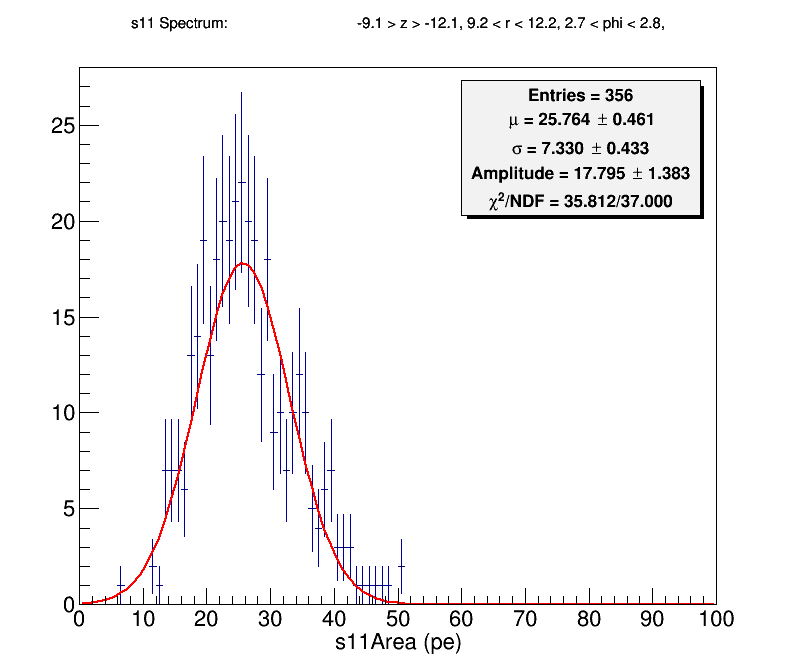 s11 Spectrum: -9.1 > z > -12.1, 9.2 < r < 12.2, 2.7 < phi < 2.8,
Entries = 356
μ = 25.764 ± 0.461
σ = 7.330 ± 0.433
Amplitude = 17.795 ± 1.383
χ²/NDF = 35.812/37.000
25
20
15
10
5
0
0 10 20 30 40 50 60 70 80 90 100
s11Area (pe)